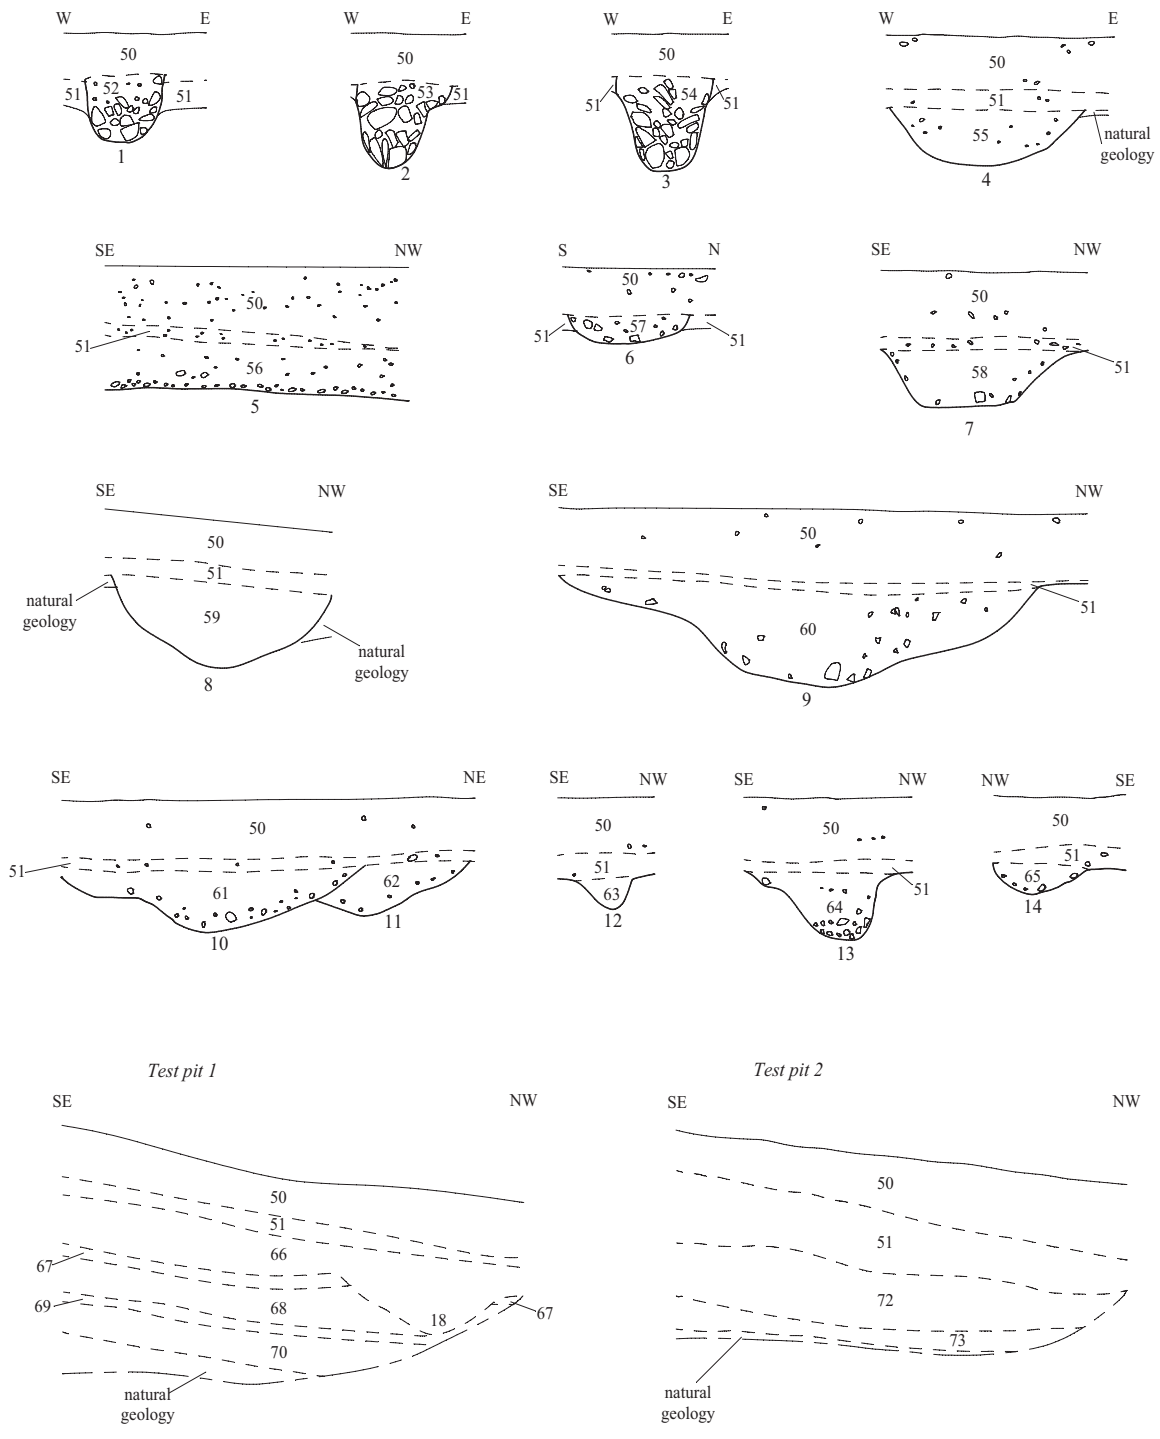 W E W E W E W E
50 50 50 50
51 52 51 53 51 51 54 51 51
55 natural
geology
1 2 3 4
SE NW S N SE NW
50 50 50
51 51 57 51 51
56 58
5 6 7
SE NW SE NW
50 50
51 51
natural
geology
59 60
natural
geology
8 9
SE NE SE NW SE NW NW SE
50 50 50 50
51 51 51 51
61 62 63 64 65
10 11 12 13 14
Test pit 1 Test pit 2
SE NW SE NW
50 50
51 51
66
67
68 72
69 18 67
70 73
natural
geology
natural
geology